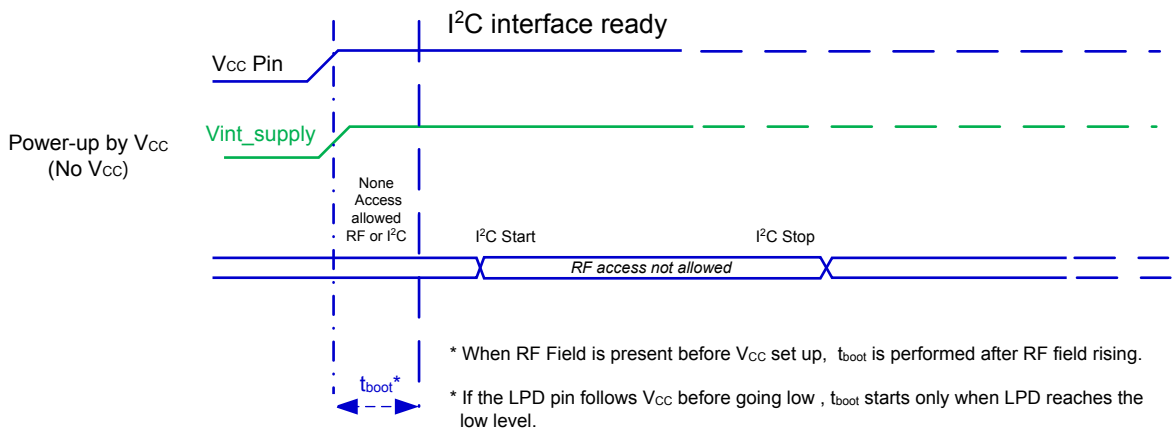 I²C interface ready
VCC Pin
Vint_supply
Power-up by VCC
(No VCC)
None
Access
allowed
RF or I²C
I²C Start
I²C Stop
RF access not allowed
* When RF Field is present before VCC set up, tboot is performed after RF field rising.
tboot*
* If the LPD pin follows VCC before going low , tboot starts only when LPD reaches the
low level.